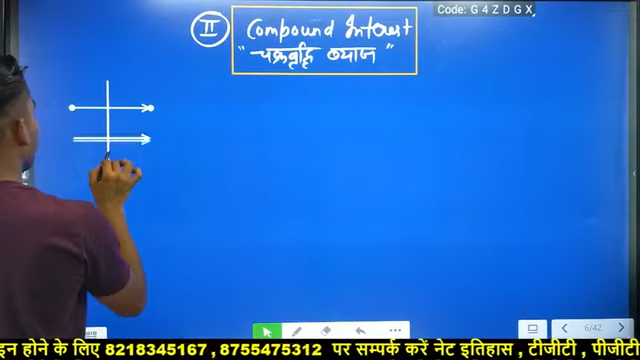 Code: G 4 Z D G X
II Compound Interest
" चक्रवृद्धि ब्याज "
6/42
इन होने के लिए 8218345167 , 8755475312 पर सम्पर्क करें नेट इतिहास , टीजीटी , पीजीटी